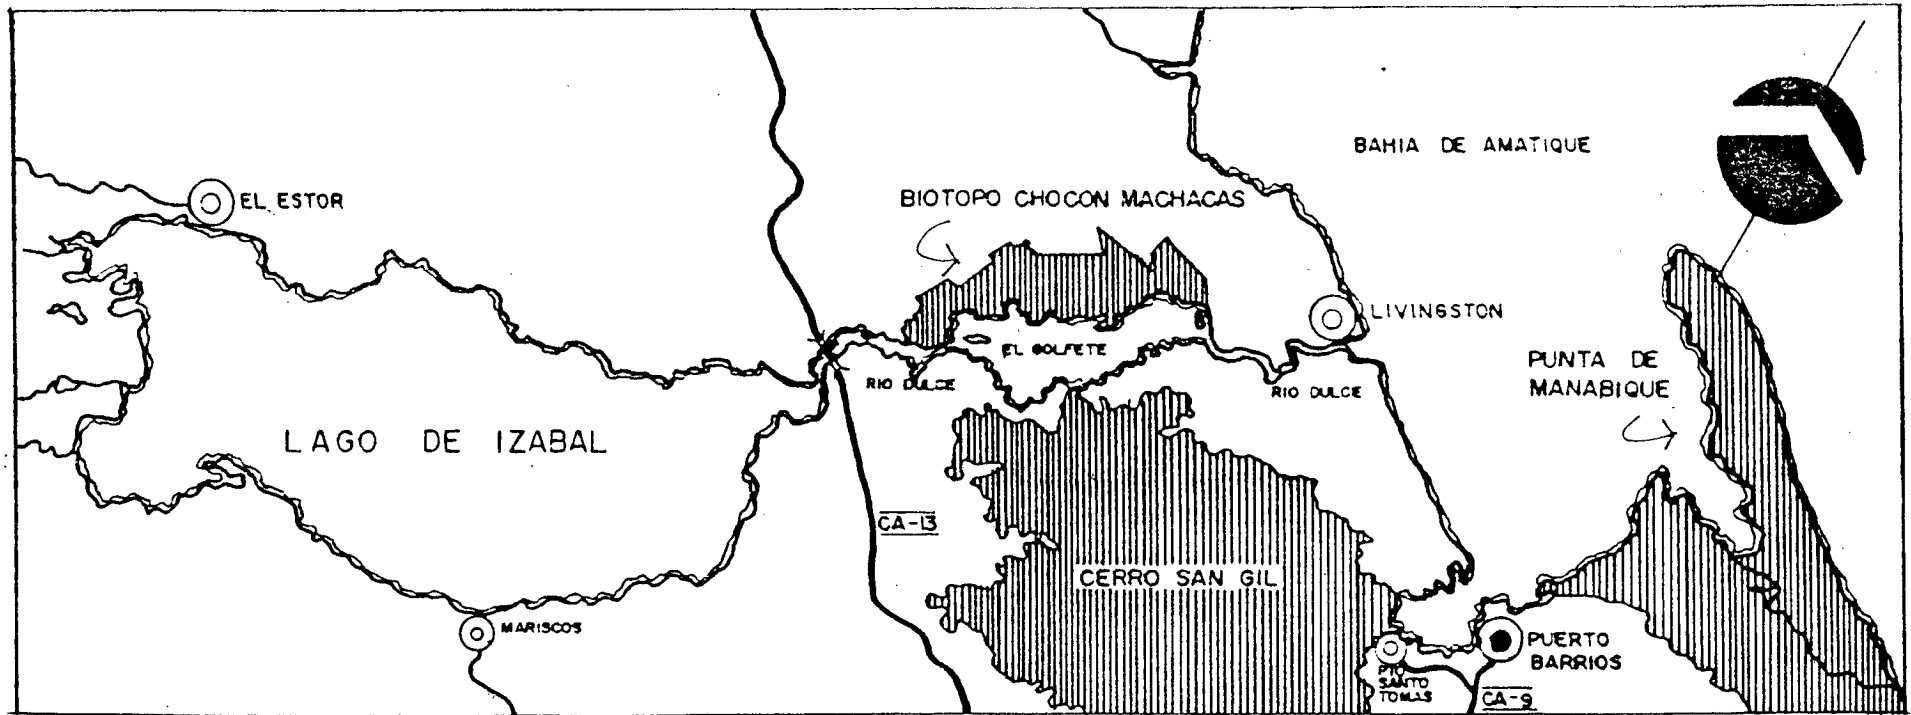 BAHIA DE AMATIQUE
EL ESTOR
BIOTOPO CHOCON MACHACAS
LIVINGSTON
EL GOLFETE
PUNTA DE
MANABIQUE
RIO DULCE
RIO DULCE
LAGO DE IZABAL
CA-13
CERRO SAN GIL
MARISCOS
PUERTO
BARRIOS
PTO
SANTO
TOMAS
CA-9